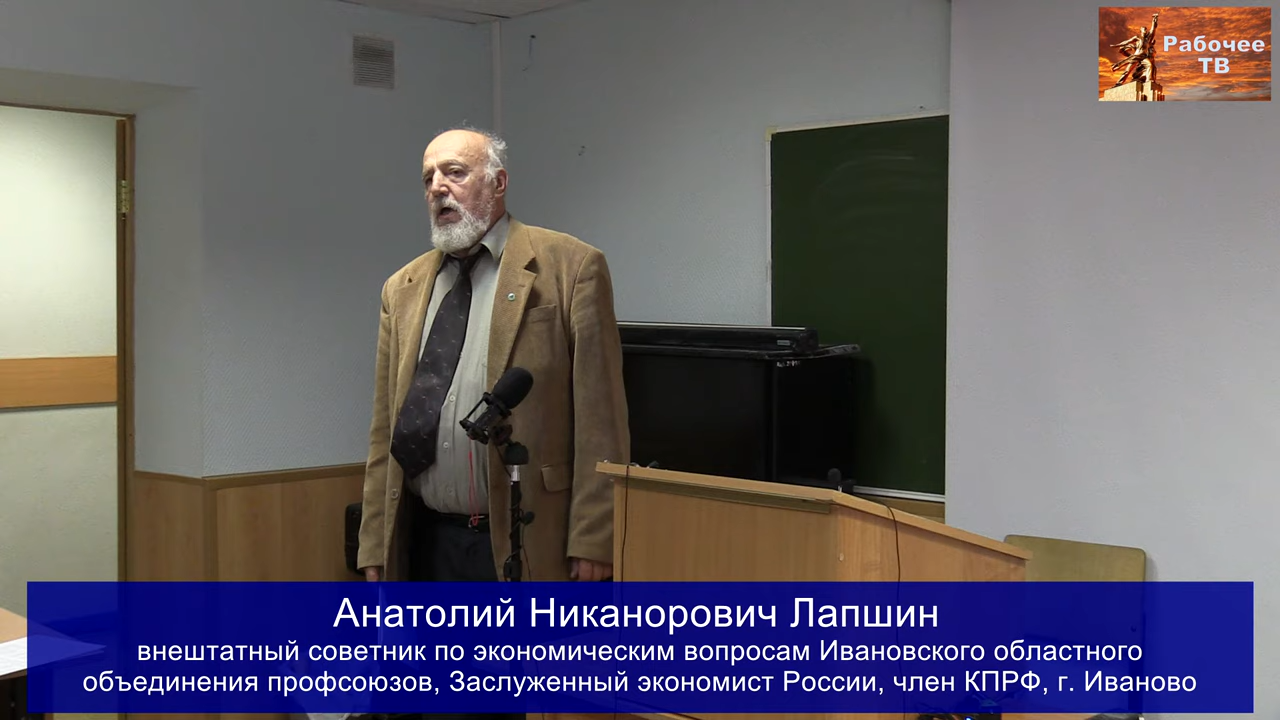 Рабочее
ТВ
Анатолий Никанорович Лапшин
внештатный советник по экономическим вопросам Ивановского областного
объединения профсоюзов, Заслуженный экономист России, член КПРФ, г. Иваново